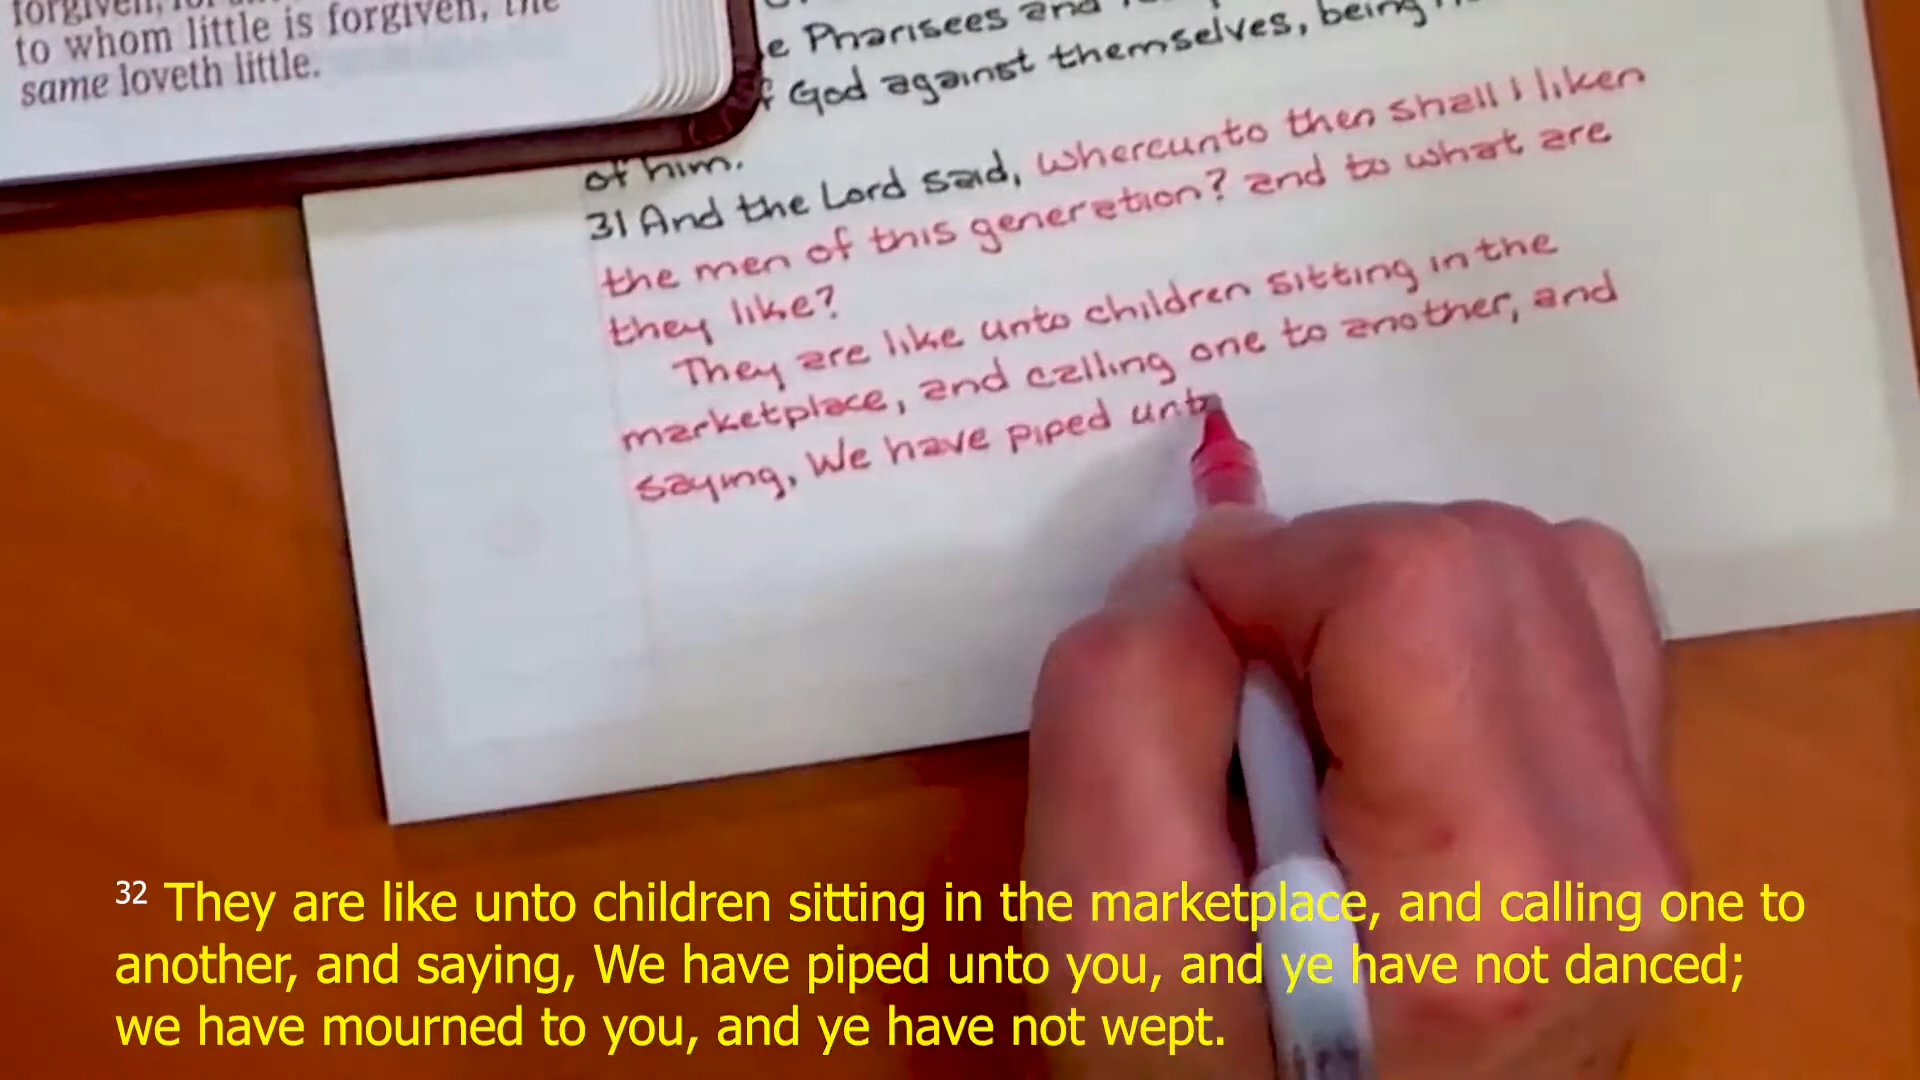 to whom little is forgiven, the
same loveth little.
Pharisees and
God against themselves, being
of him.
31 And the Lord said, whereunto then shall I liken
the men of this generation? and to what are
they like?
They are like unto children sitting in the
marketplace, and calling one to another, and
saying, We have piped unto
32 They are like unto children sitting in the marketplace, and calling one to
another, and saying, We have piped unto you, and ye have not danced;
we have mourned to you, and ye have not wept.